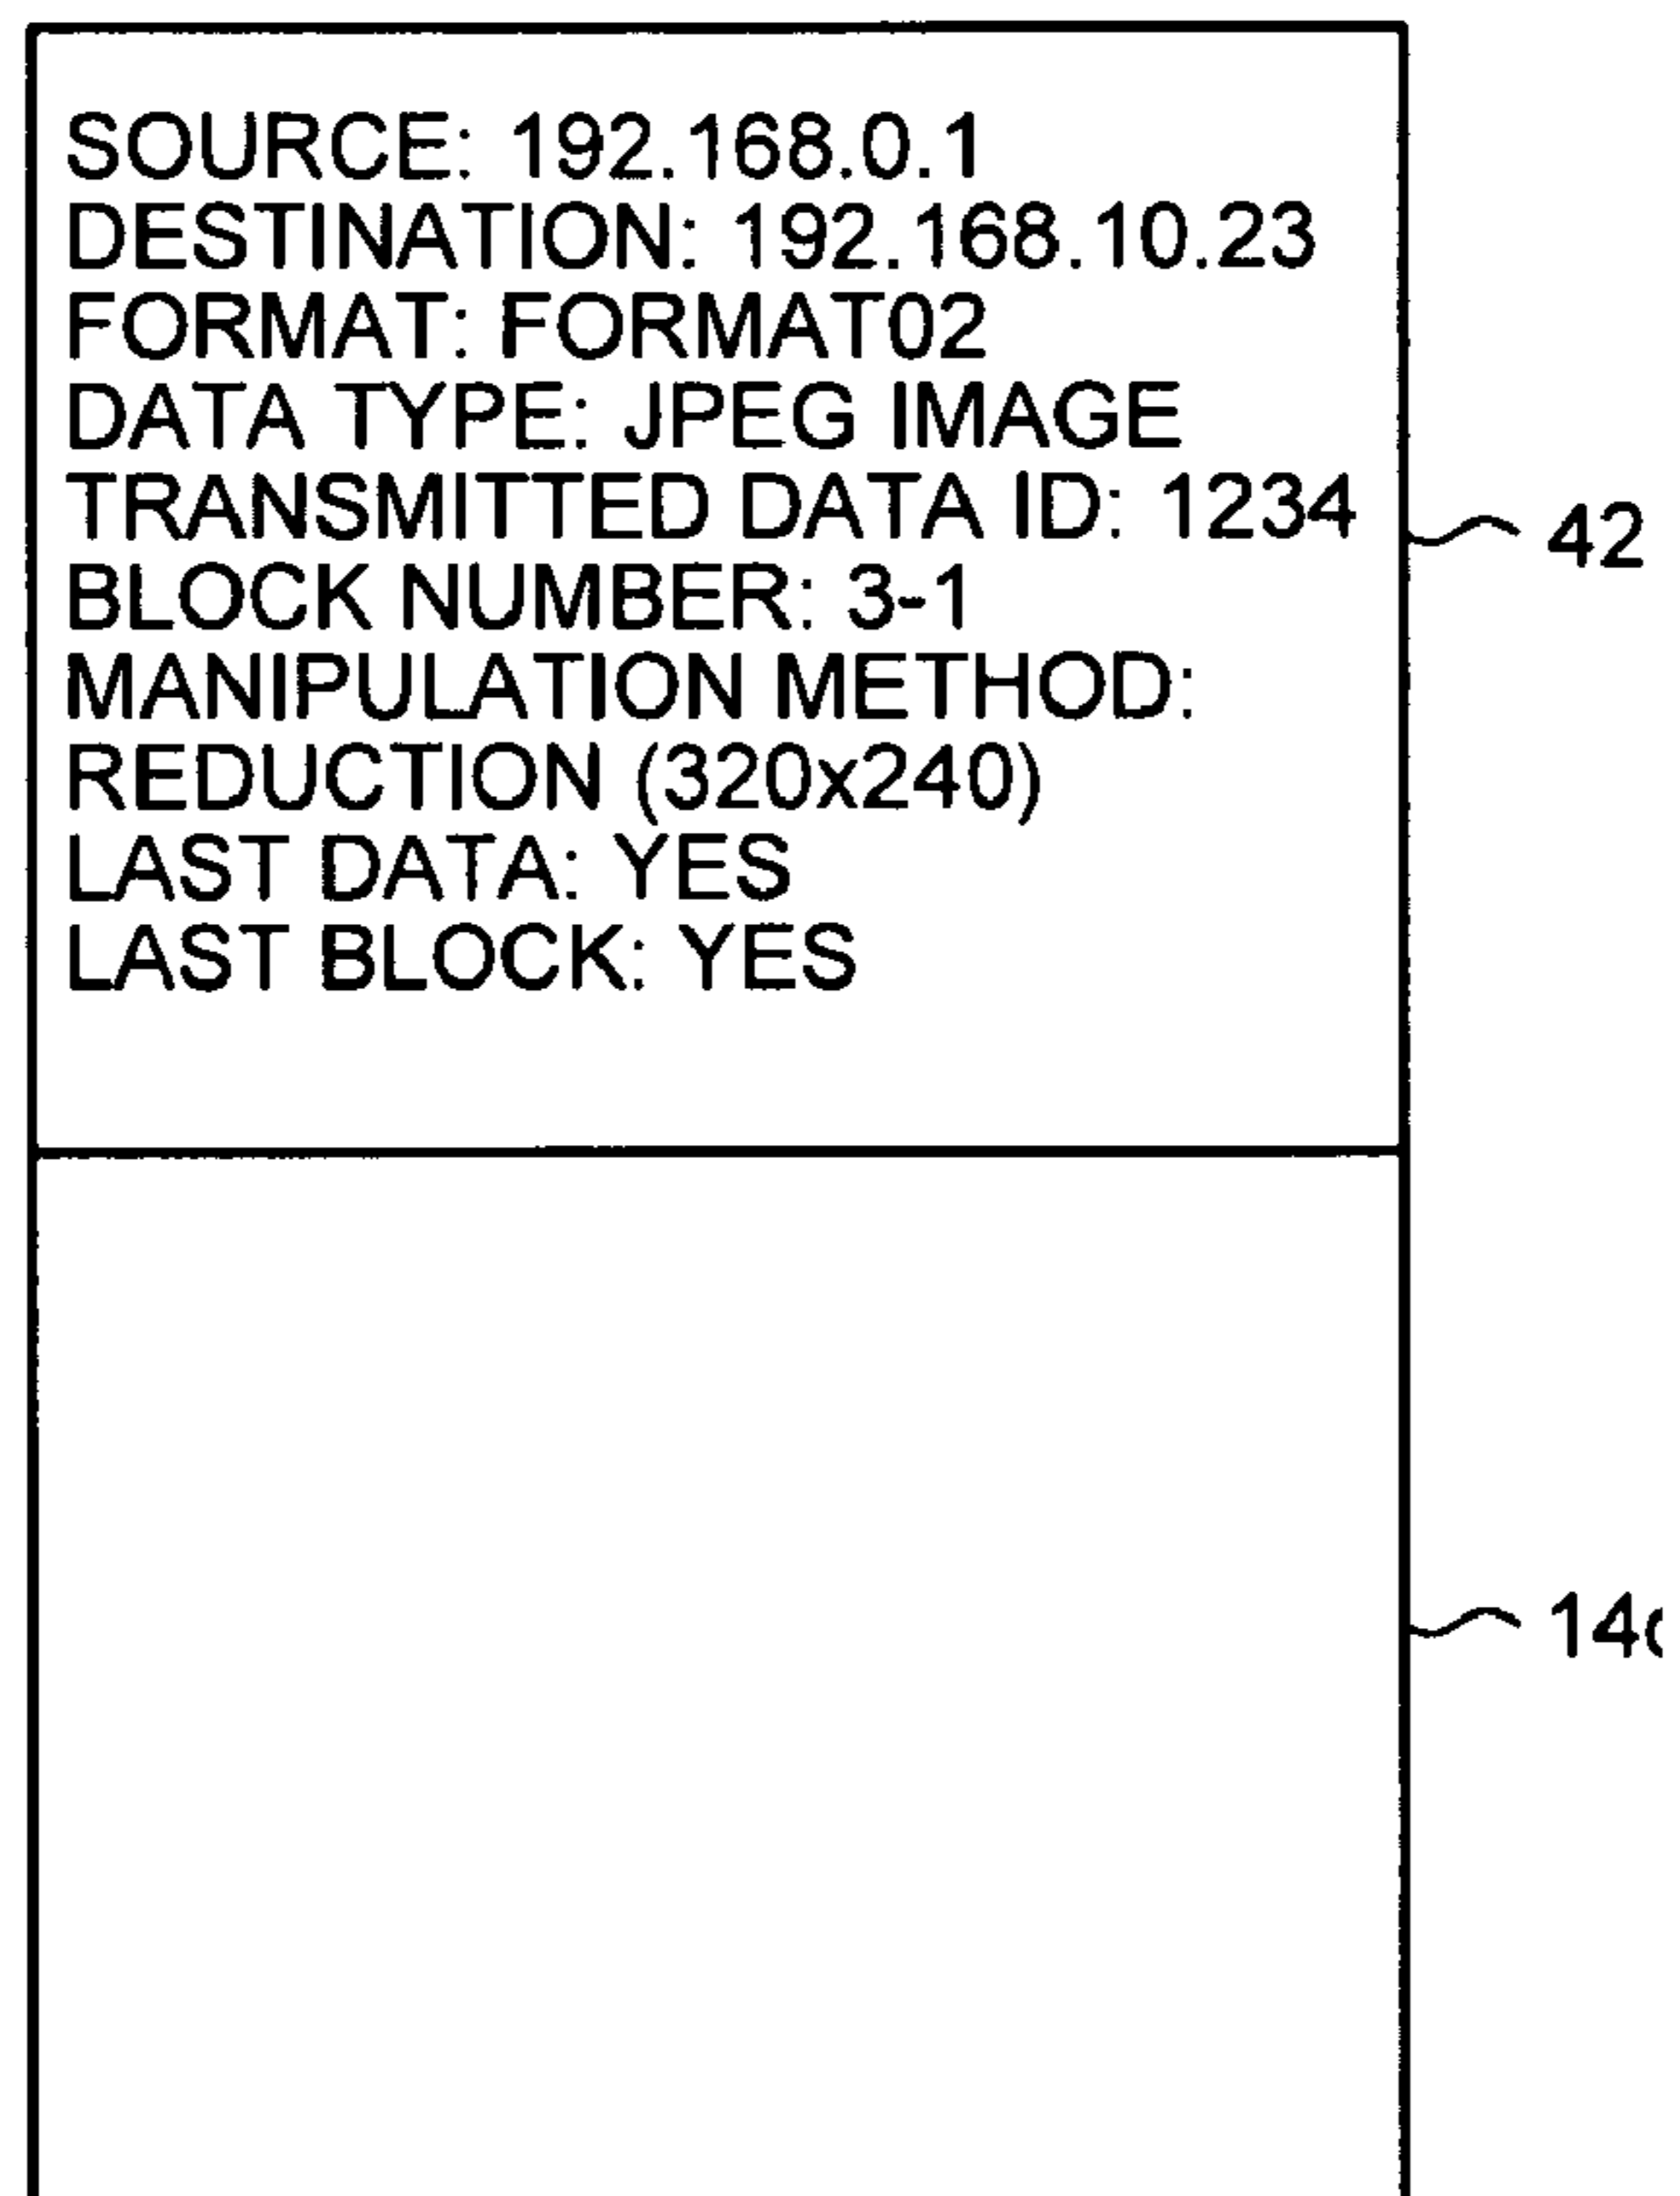 SOURCE: 192.168.0.1
DESTINATION: 192.168.10.23
FORMAT: FORMAT02
DATA TYPE: JPEG IMAGE
TRANSMITTED DATA ID: 1234
42
BLOCK NUMBER: 3-1
MANIPULATION METHOD:
REDUCTION (320x240)
LAST DATA: YES
LAST BLOCK: YES